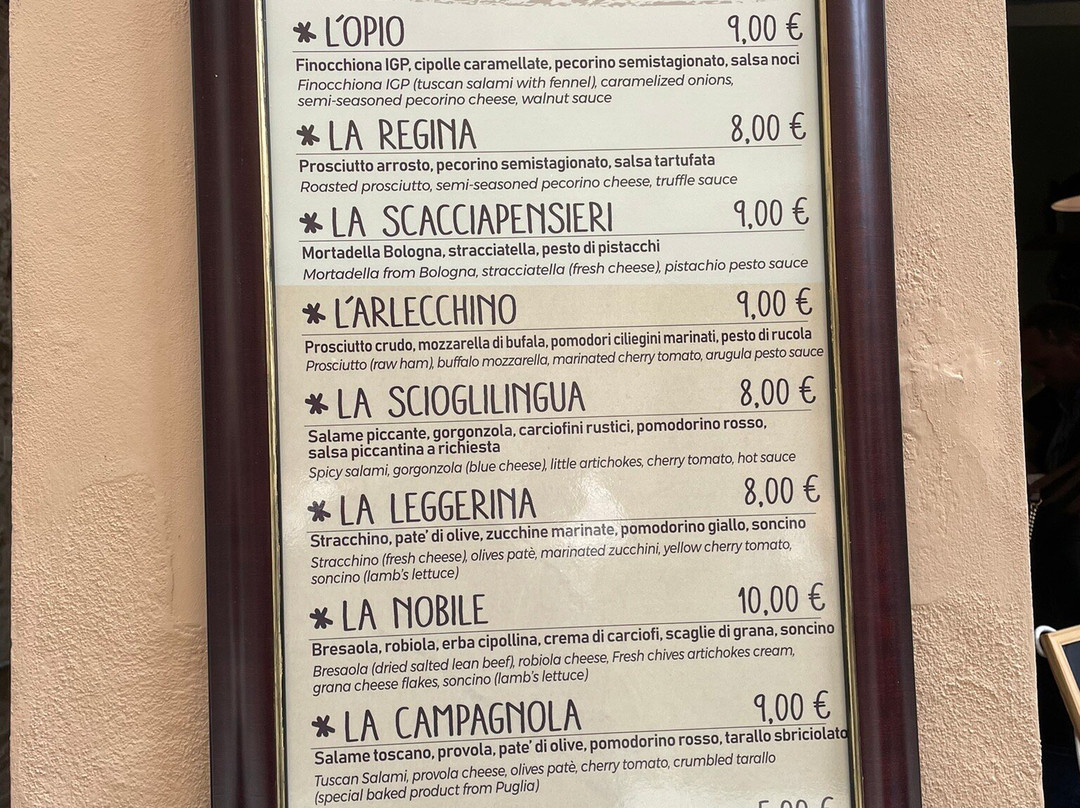 * L'OPIO 9,00 €
Finocchiona IGP, cipolle caramellate, pecorino semistagionato, salsa noci
Finocchiona IGP (tuscan salami with fennel), caramelized onions,
semi-seasoned pecorino cheese, walnut sauce
* LA REGINA 8,00 €
Prosciutto arrosto, pecorino semistagionato, salsa tartufata
Roasted prosciutto, semi-seasoned pecorino cheese, truffle sauce
* LA SCACCIAPENSIERI 9,00 €
Mortadella Bologna, stracciatella, pesto di pistacchi
Mortadella from Bologna, stracciatella (fresh cheese), pistachio pesto sauce
* L'ARLECCHINO 9,00 €
Prosciutto crudo, mozzarella di bufala, pomodori ciliegini marinati, pesto di rucola
Prosciutto (raw ham), buffalo mozzarella, marinated cherry tomato, arugula pesto sauce
* LA SCIOGLILINGUA 8,00 €
Salame piccante, gorgonzola, carciofini rustici, pomodorino rosso,
salsa piccantina a richiesta
Spicy salami, gorgonzola (blue cheese), little artichokes, cherry tomato, hot sauce
* LA LEGGERINA 8,00 €
Stracchino, pate' di olive, zucchine marinate, pomodorino giallo, soncino
Stracchino (fresh cheese), olives patè, marinated zucchini, yellow cherry tomato,
soncino (lamb's lettuce)
* LA NOBILE 10,00 €
Bresaola, robiola, erba cipollina, crema di carciofi, scaglie di grana, soncino
Bresaola (dried salted lean beef), robiola cheese, Fresh chives artichokes cream,
grana cheese flakes, soncino (lamb's lettuce)
* LA CAMPAGNOLA 9,00 €
Salame toscano, provola, pate' di olive, pomodorino rosso, tarallo sbriciolato
Tuscan Salami, provola cheese, olives patè, cherry tomato, crumbled tarallo
(special baked product from Puglia)